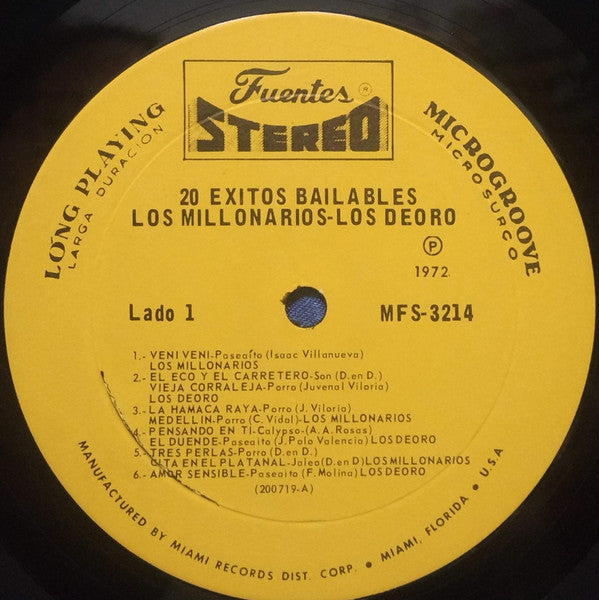 Fuentes ®
STEREO
LONG PLAYING
LARGA DURACION
MICROGROOVE
MICROSURCO
20 EXITOS BAILABLES
LOS MILLONARIOS-LOS DEORO
Ⓟ
1972
Lado 1
MFS-3214
1.- VENI VENI-Paseaíto (Isaac Villanueva)
LOS MILLONARIOS
2.- EL ECO Y EL CARRETERO-Son (D. en D.)
VIEJA CORRALEJA-Porro (Juvenal Viloria)
LOS DEORO
3.- LA HAMACA RAYA-Porro (J. Viloria)
MEDELLIN-Porro (C. Vidal)-LOS MILLONARIOS
4.- PENSANDO EN TI-Calypso-(A. A. Rosas)
EL DUENDE-Paseaito (J. Polo Valencia) LOS DEORO
5.- TRES PERLAS-Porro (D. en D.)
CITA EN EL PLATANAL-Jaleo(D. en D)LOS MILLONARIOS
6.- AMOR SENSIBLE-Paseaito (F. Molina) LOS DEORO
(200719-A)
MANUFACTURED BY MIAMI RECORDS DIST. CORP. • MIAMI, FLORIDA • U.S.A